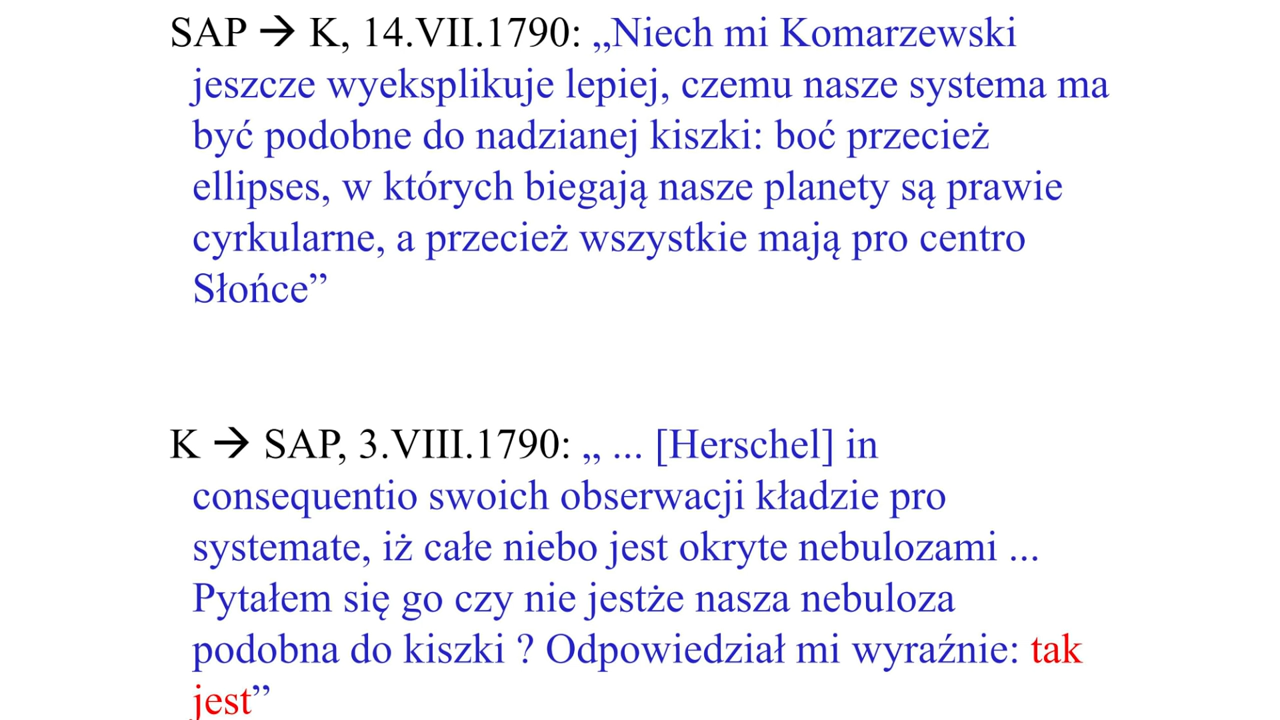 SAP → K, 14.VII.1790: „Niech mi Komarzewski
jeszcze wyeksplikuje lepiej, czemu nasze systema ma
być podobne do nadzianej kiszki: boć przecież
ellipses, w których biegają nasze planety są prawie
cyrkularne, a przecież wszystkie mają pro centro
Słońce”
K → SAP, 3.VIII.1790: „ ... [Herschel] in
consequentio swoich obserwacji kładzie pro
systemate, iż całe niebo jest okryte nebulozami ...
Pytałem się go czy nie jestże nasza nebuloza
podobna do kiszki ? Odpowiedział mi wyraźnie: tak
jest”